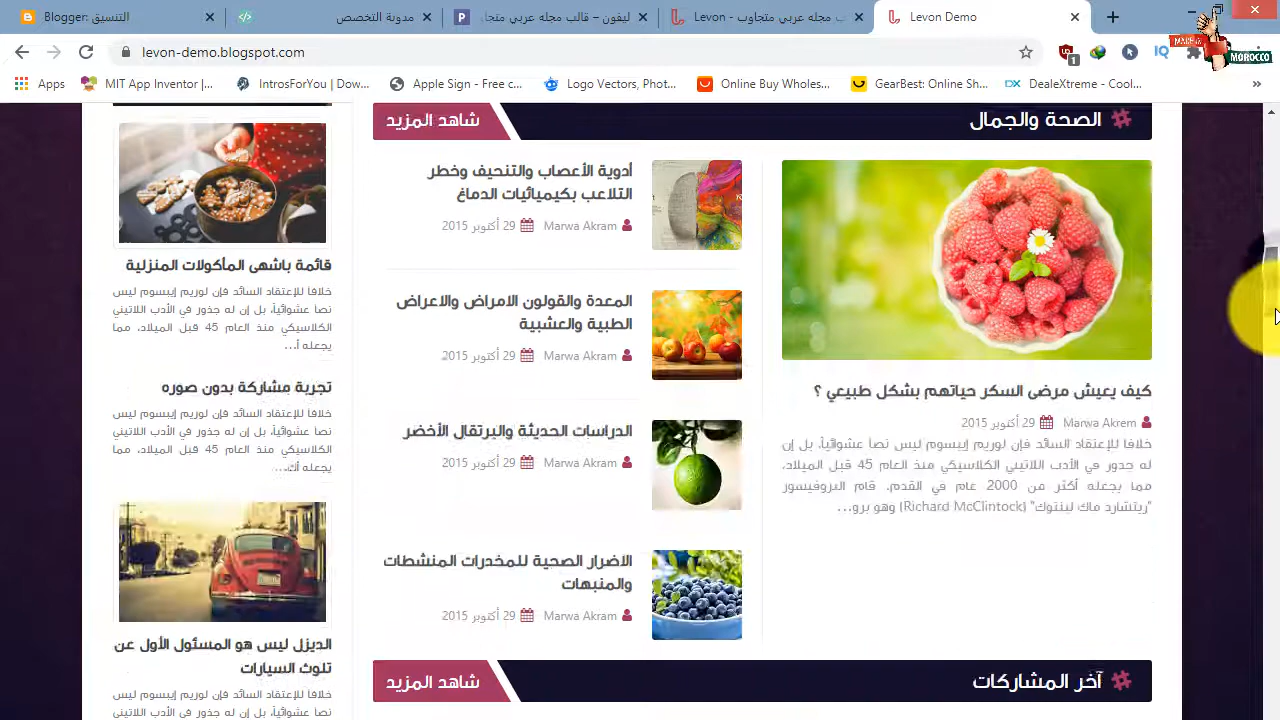 Blogger: التنسيق
مدونة التخصص
ليفون – قالب مجله عربي متجا
Levon - ب مجله عربي متجاوب
Levon Demo
levon-demo.blogspot.com
1
IQ
MAREIX
MOROCCO
Apps
MIT App Inventor |...
IntrosForYou | Dow...
Apple Sign - Free c...
Logo Vectors, Phot...
Online Buy Wholes...
GearBest: Online Sh...
DealeXtreme - Cool...
»
الصحة والجمال
شاهد المزيد
كيف يعيش مرضى السكر حياتهم بشكل طبيعي ؟
Marwa Akrem
29 أكتوبر 2015
خلافا للإعتقاد السائد فإن لوريم إيبسوم ليس نصا عشوائياً، بل إن
له جذور في الأدب اللاتيني الكلاسيكي منذ العام 45 قبل الميلاد،
مما يجعله أكثر من 2000 عام في القدم. قام البروفيسور
"ريتشارد ماك لينتوك" (Richard McClintock) وهو برو...
أدوية الأعصاب والتنحيف وخطر
التلاعب بكيميائيات الدماغ
Marwa Akram
29 أكتوبر 2015
المعدة والقولون الامراض والاعراض
الطبية والعشبية
Marwa Akram
29 أكتوبر 2015
الدراسات الحديثة والبرتقال الأخضر
Marwa Akram
29 أكتوبر 2015
الاضرار الصحية للمخدرات المنشطات
والمنبهات
Marwa Akram
29 أكتوبر 2015
آخر المشاركات
شاهد المزيد
قائمة باشهى المأكولات المنزلية
خلافا للإعتقاد السائد فإن لوريم إيبسوم ليس
نصا عشوائياً، بل إن له جذور في الأدب اللاتيني
الكلاسيكي منذ العام 45 قبل الميلاد، مما
يجعله أ...
تجربة مشاركة بدون صوره
خلافا للإعتقاد السائد فإن لوريم إيبسوم ليس
نصا عشوائياً، بل إن له جذور في الأدب اللاتيني
الكلاسيكي منذ العام 45 قبل الميلاد، مما
يجعله أك...
الديزل ليس هو المسئول الأول عن
تلوث السيارات
خلافا للإعتقاد السائد فإن لوريم إيبسوم ليس
نصا عشوائياً، بل إن له جذور في الأدب اللاتيني